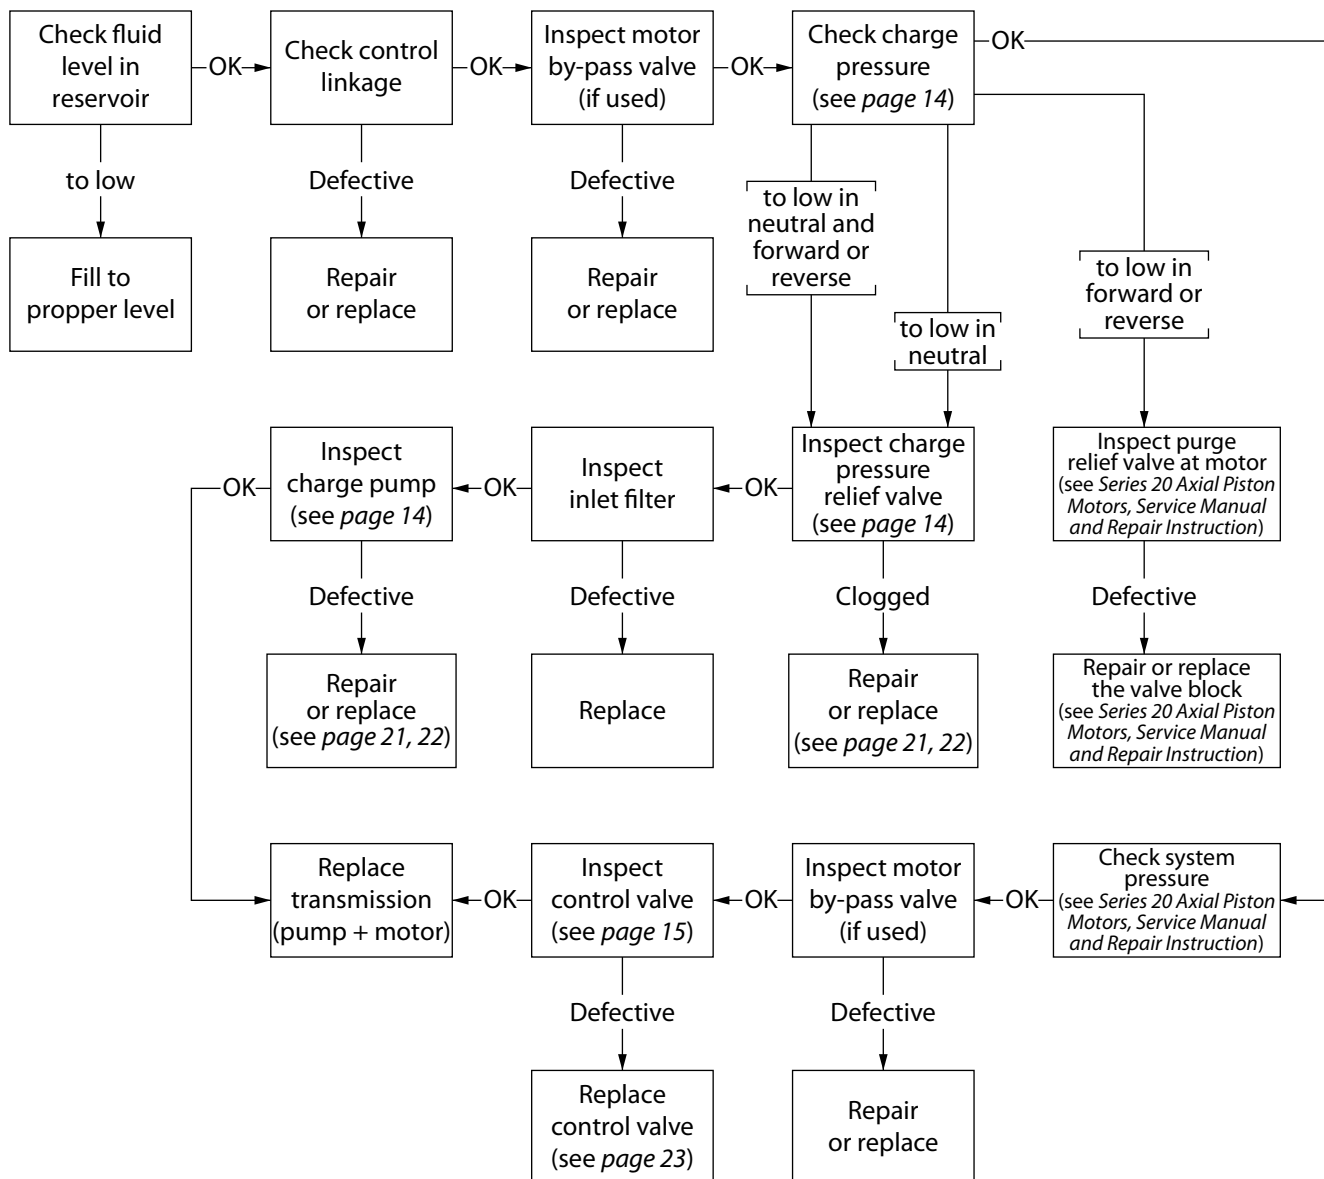 Check fluid
level in
reservoir
OK
Check control
linkage
OK
Inspect motor
by-pass valve
(if used)
OK
Check charge
pressure
(see page 14)
OK
to low
Defective
Defective
to low in
neutral and
forward or
reverse
to low in
neutral
to low in
forward or
reverse
Fill to
propper level
Repair
or replace
Repair
or replace
OK
Inspect
charge pump
(see page 14)
OK
Inspect
inlet filter
OK
Inspect charge
pressure
relief valve
(see page 14)
Inspect purge
relief valve at motor
(see Series 20 Axial Piston
Motors, Service Manual
and Repair Instruction)
Defective
Defective
Clogged
Defective
Repair
or replace
(see page 21, 22)
Replace
Repair
or replace
(see page 21, 22)
Repair or replace
the valve block
(see Series 20 Axial Piston
Motors, Service Manual
and Repair Instruction)
Replace
transmission
(pump + motor)
OK
Inspect
control valve
(see page 15)
OK
Inspect motor
by-pass valve
(if used)
OK
Check system
pressure
(see Series 20 Axial Piston
Motors, Service Manual
and Repair Instruction)
Defective
Defective
Replace
control valve
(see page 23)
Repair
or replace